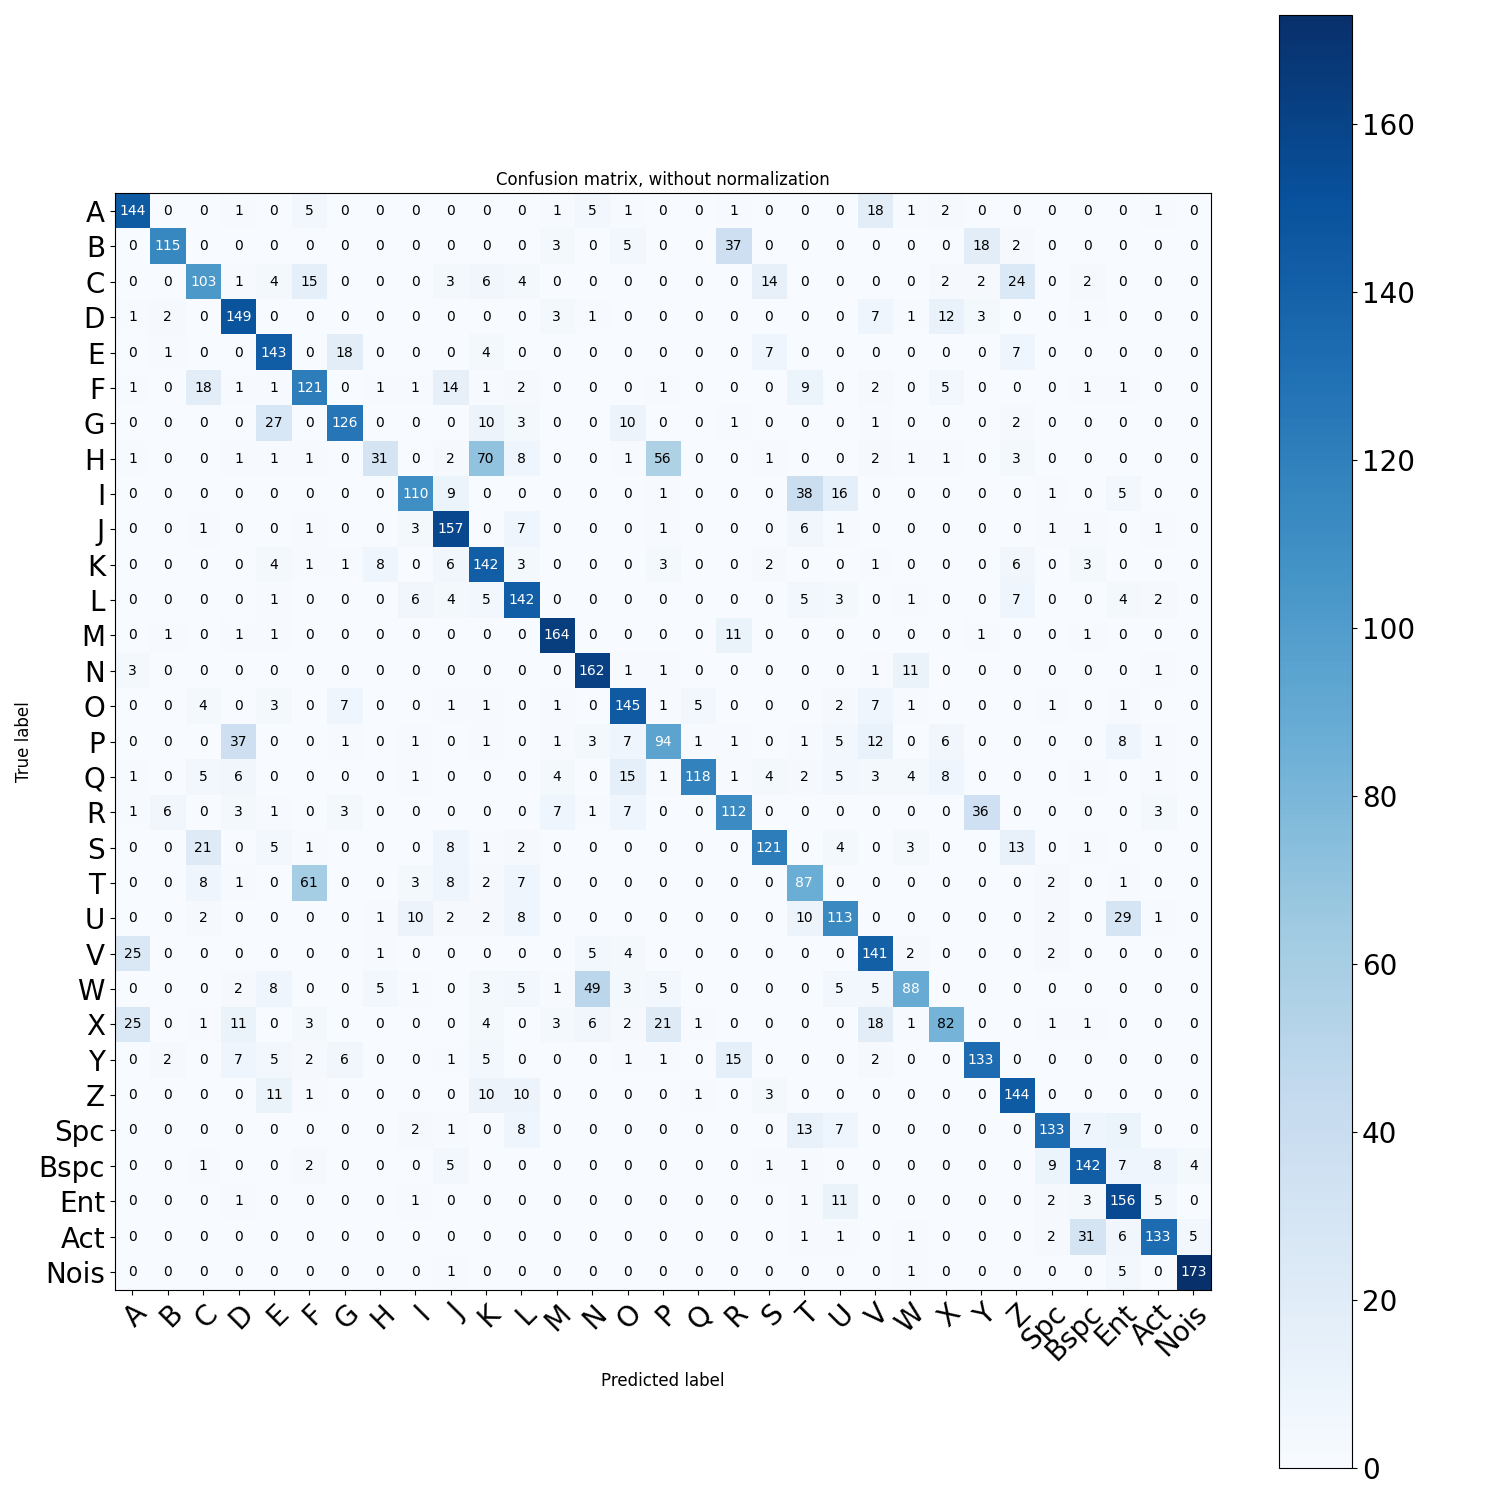 Confusion matrix, without normalization
A 144 0 0 1 0 5 0 0 0 0 0 0 1 5 1 0 0 1 0 0 0 18 1 2 0 0 0 0 0 1 0
B 0 115 0 0 0 0 0 0 0 0 0 0 3 0 5 0 0 37 0 0 0 0 0 0 18 2 0 0 0 0 0
C 0 0 103 1 4 15 0 0 0 3 6 4 0 0 0 0 0 0 14 0 0 0 0 2 2 24 0 2 0 0 0
D 1 2 0 149 0 0 0 0 0 0 0 0 3 1 0 0 0 0 0 0 0 7 1 12 3 0 0 1 0 0 0
E 0 1 0 0 143 0 18 0 0 0 4 0 0 0 0 0 0 0 7 0 0 0 0 0 0 7 0 0 0 0 0
F 1 0 18 1 1 121 0 1 1 14 1 2 0 0 0 1 0 0 0 9 0 2 0 5 0 0 0 1 1 0 0
G 0 0 0 0 27 0 126 0 0 0 10 3 0 0 10 0 0 1 0 0 0 1 0 0 0 2 0 0 0 0 0
H 1 0 0 1 1 1 0 31 0 2 70 8 0 0 1 56 0 0 1 0 0 2 1 1 0 3 0 0 0 0 0
I 0 0 0 0 0 0 0 0 110 9 0 0 0 0 0 1 0 0 0 38 16 0 0 0 0 0 1 0 5 0 0
J 0 0 1 0 0 1 0 0 3 157 0 7 0 0 0 1 0 0 0 6 1 0 0 0 0 0 1 1 0 1 0
K 0 0 0 0 4 1 1 8 0 6 142 3 0 0 0 3 0 0 2 0 0 1 0 0 0 6 0 3 0 0 0
L 0 0 0 0 1 0 0 0 6 4 5 142 0 0 0 0 0 0 0 5 3 0 1 0 0 7 0 0 4 2 0
M 0 1 0 1 1 0 0 0 0 0 0 0 164 0 0 0 0 11 0 0 0 0 0 0 1 0 0 1 0 0 0
N 3 0 0 0 0 0 0 0 0 0 0 0 0 162 1 1 0 0 0 0 0 1 11 0 0 0 0 0 0 1 0
O 0 0 4 0 3 0 7 0 0 1 1 0 1 0 145 1 5 0 0 0 2 7 1 0 0 0 1 0 1 0 0
P 0 0 0 37 0 0 1 0 1 0 1 0 1 3 7 94 1 1 0 1 5 12 0 6 0 0 0 0 8 1 0
Q 1 0 5 6 0 0 0 0 1 0 0 0 4 0 15 1 118 1 4 2 5 3 4 8 0 0 0 1 0 1 0
R 1 6 0 3 1 0 3 0 0 0 0 0 7 1 7 0 0 112 0 0 0 0 0 0 36 0 0 0 0 3 0
S 0 0 21 0 5 1 0 0 0 8 1 2 0 0 0 0 0 0 121 0 4 0 3 0 0 13 0 1 0 0 0
T 0 0 8 1 0 61 0 0 3 8 2 7 0 0 0 0 0 0 0 87 0 0 0 0 0 0 2 0 1 0 0
U 0 0 2 0 0 0 0 1 10 2 2 8 0 0 0 0 0 0 0 10 113 0 0 0 0 0 2 0 29 1 0
V 25 0 0 0 0 0 0 1 0 0 0 0 0 5 4 0 0 0 0 0 0 141 2 0 0 0 2 0 0 0 0
W 0 0 0 2 8 0 0 5 1 0 3 5 1 49 3 5 0 0 0 0 5 5 88 0 0 0 0 0 0 0 0
X 25 0 1 11 0 3 0 0 0 0 4 0 3 6 2 21 1 0 0 0 0 18 1 82 0 0 1 1 0 0 0
Y 0 2 0 7 5 2 6 0 0 1 5 0 0 0 1 1 0 15 0 0 0 2 0 0 133 0 0 0 0 0 0
Z 0 0 0 0 11 1 0 0 0 0 10 10 0 0 0 0 1 0 3 0 0 0 0 0 0 144 0 0 0 0 0
Spc 0 0 0 0 0 0 0 0 2 1 0 8 0 0 0 0 0 0 0 13 7 0 0 0 0 0 133 7 9 0 0
Bspc 0 0 1 0 0 2 0 0 0 5 0 0 0 0 0 0 0 0 1 1 0 0 0 0 0 0 9 142 7 8 4
Ent 0 0 0 1 0 0 0 0 1 0 0 0 0 0 0 0 0 0 0 1 11 0 0 0 0 0 2 3 156 5 0
Act 0 0 0 0 0 0 0 0 0 0 0 0 0 0 0 0 0 0 0 1 1 0 1 0 0 0 2 31 6 133 5
Nois 0 0 0 0 0 0 0 0 0 1 0 0 0 0 0 0 0 0 0 0 0 0 1 0 0 0 0 0 5 0 173
A B C D E F G H I J K L M N O P Q R S T U V W X Y Z Spc Bspc Ent Act Nois
Predicted label
True label
160
140
120
100
80
60
40
20
0